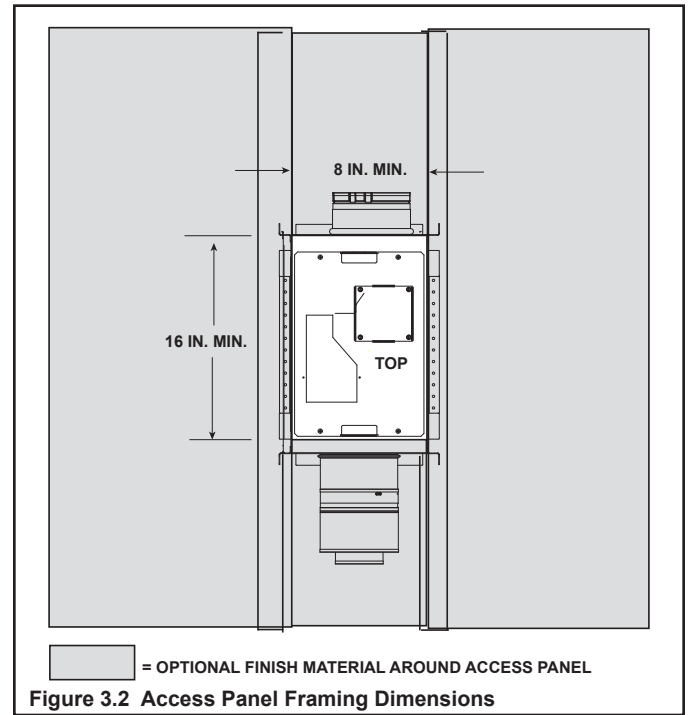 8 IN. MIN.
16 IN. MIN.
TOP
= OPTIONAL FINISH MATERIAL AROUND ACCESS PANEL
Figure 3.2 Access Panel Framing Dimensions